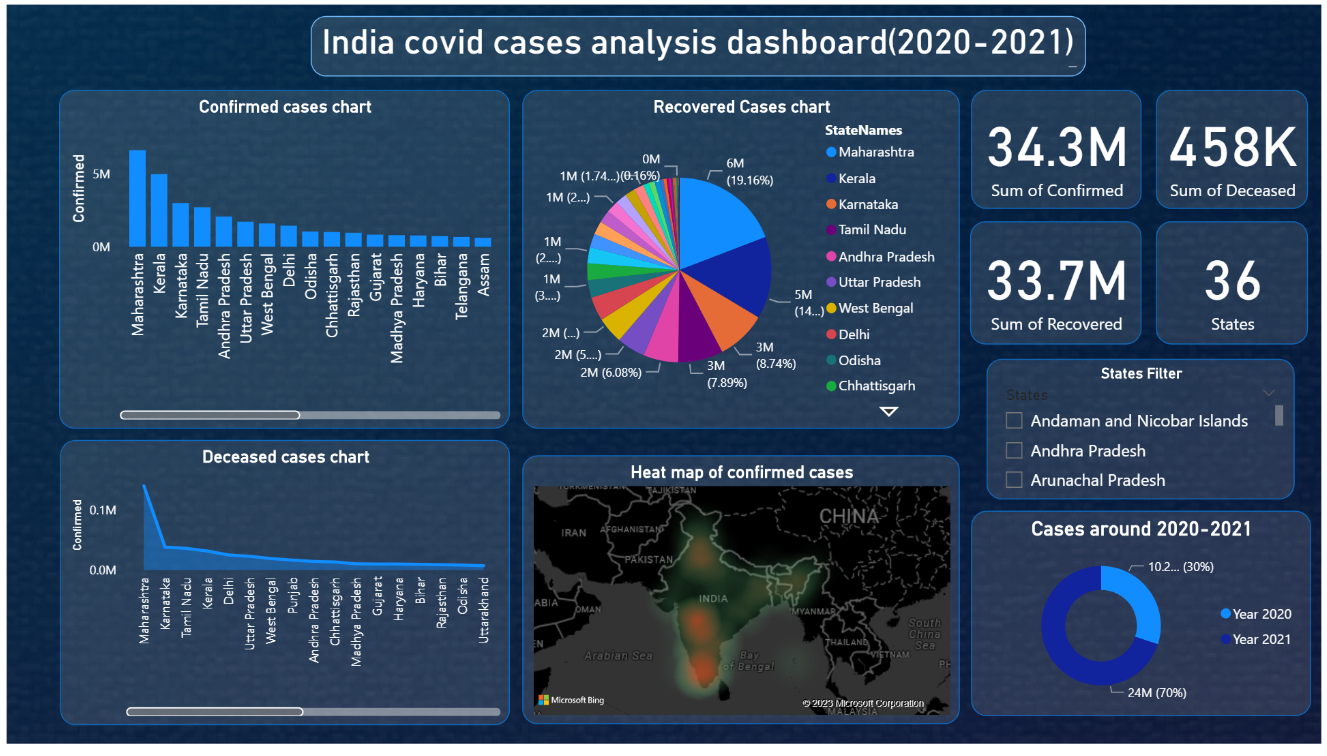 India covid cases analysis dashboard(2020-2021)
Confirmed cases chart
Confirmed
5M
0M
Maharashtra
Kerala
Karnataka
Tamil Nadu
Andhra Pradesh
Uttar Pradesh
West Bengal
Delhi
Odisha
Chhattisgarh
Rajasthan
Gujarat
Madhya Pradesh
Haryana
Bihar
Telangana
Assam
Recovered Cases chart
0M
(0.16%)
1M (1.74...)
1M (2...)
1M
(2....)
1M
(3....)
2M (...)
2M (5....)
2M (6.08%)
3M
(7.89%)
3M
(8.74%)
5M
(14...)
6M
(19.16%)
StateNames
Maharashtra
Kerala
Karnataka
Tamil Nadu
Andhra Pradesh
Uttar Pradesh
West Bengal
Delhi
Odisha
Chhattisgarh
34.3M
Sum of Confirmed
458K
Sum of Deceased
33.7M
Sum of Recovered
36
States
States Filter
States
Andaman and Nicobar Islands
Andhra Pradesh
Arunachal Pradesh
Deceased cases chart
Confirmed
0.1M
0.0M
Maharashtra
Karnataka
Tamil Nadu
Kerala
Delhi
Uttar Pradesh
West Bengal
Punjab
Andhra Pradesh
Chhattisgarh
Madhya Pradesh
Gujarat
Haryana
Bihar
Rajasthan
Odisha
Uttarakhand
Heat map of confirmed cases
TURKMENISTAN
TAJIKISTAN
CHINA
IRAN
AFGHANISTAN
PAKISTAN
INDIA
ABIA
OMAN
MYANMAR
EN
Arabian Sea
Bay
of Bengal
THAILAND
VIETNAM
South
China
Sea
PH
MALAYSIA
Microsoft Bing
© 2023 Microsoft Corporation
Cases around 2020-2021
10.2... (30%)
24M (70%)
Year 2020
Year 2021